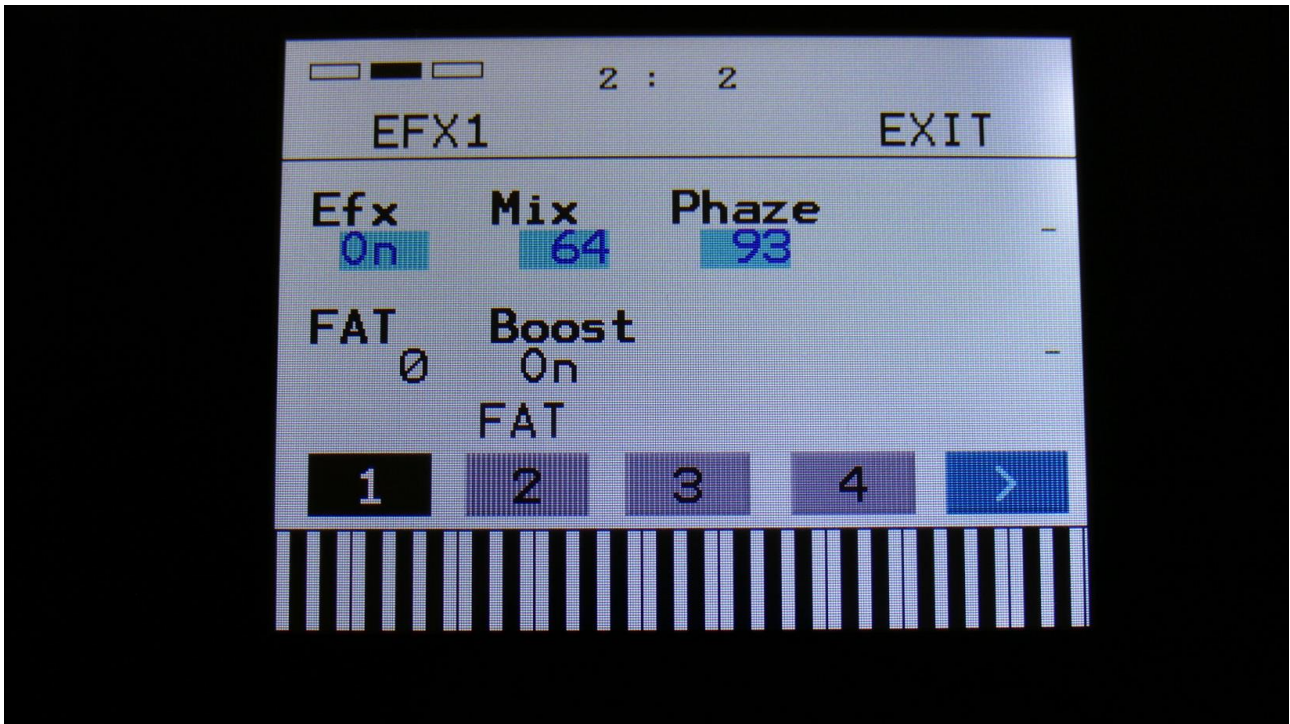 2 : 2
EFX1 EXIT
Efx Mix Phaze -
On 64 93
FAT Boost -
0 On
FAT
1 2 3 4 >